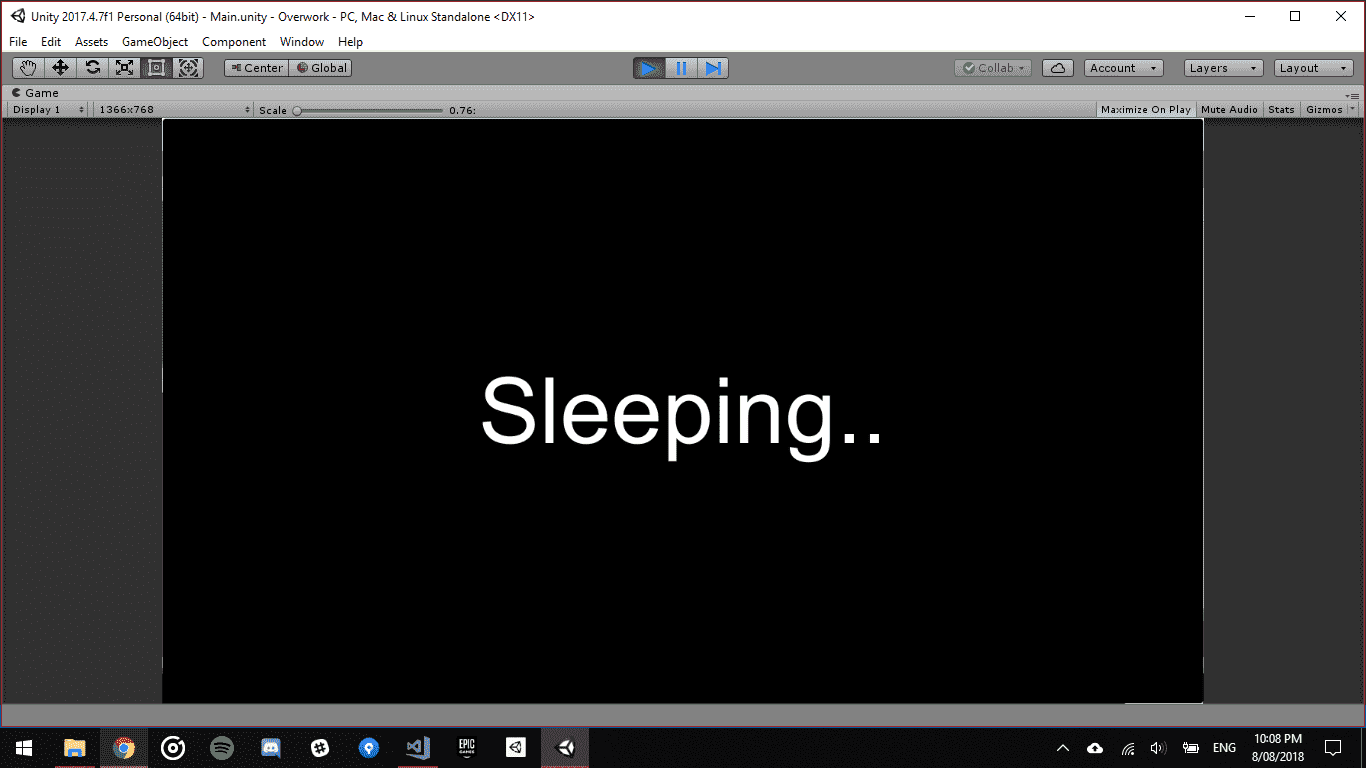 Unity 2017.4.7f1 Personal (64bit) - Main.unity - Overwork - PC, Mac & Linux Standalone <DX11>
File Edit Assets GameObject Component Window Help
Center Global Collab Account Layers Layout
Game
Display 1 1366x768 Scale 0.76: Maximize On Play Mute Audio Stats Gizmos
Sleeping..
EPIC
GAMES
ENG
10:08 PM
8/08/2018